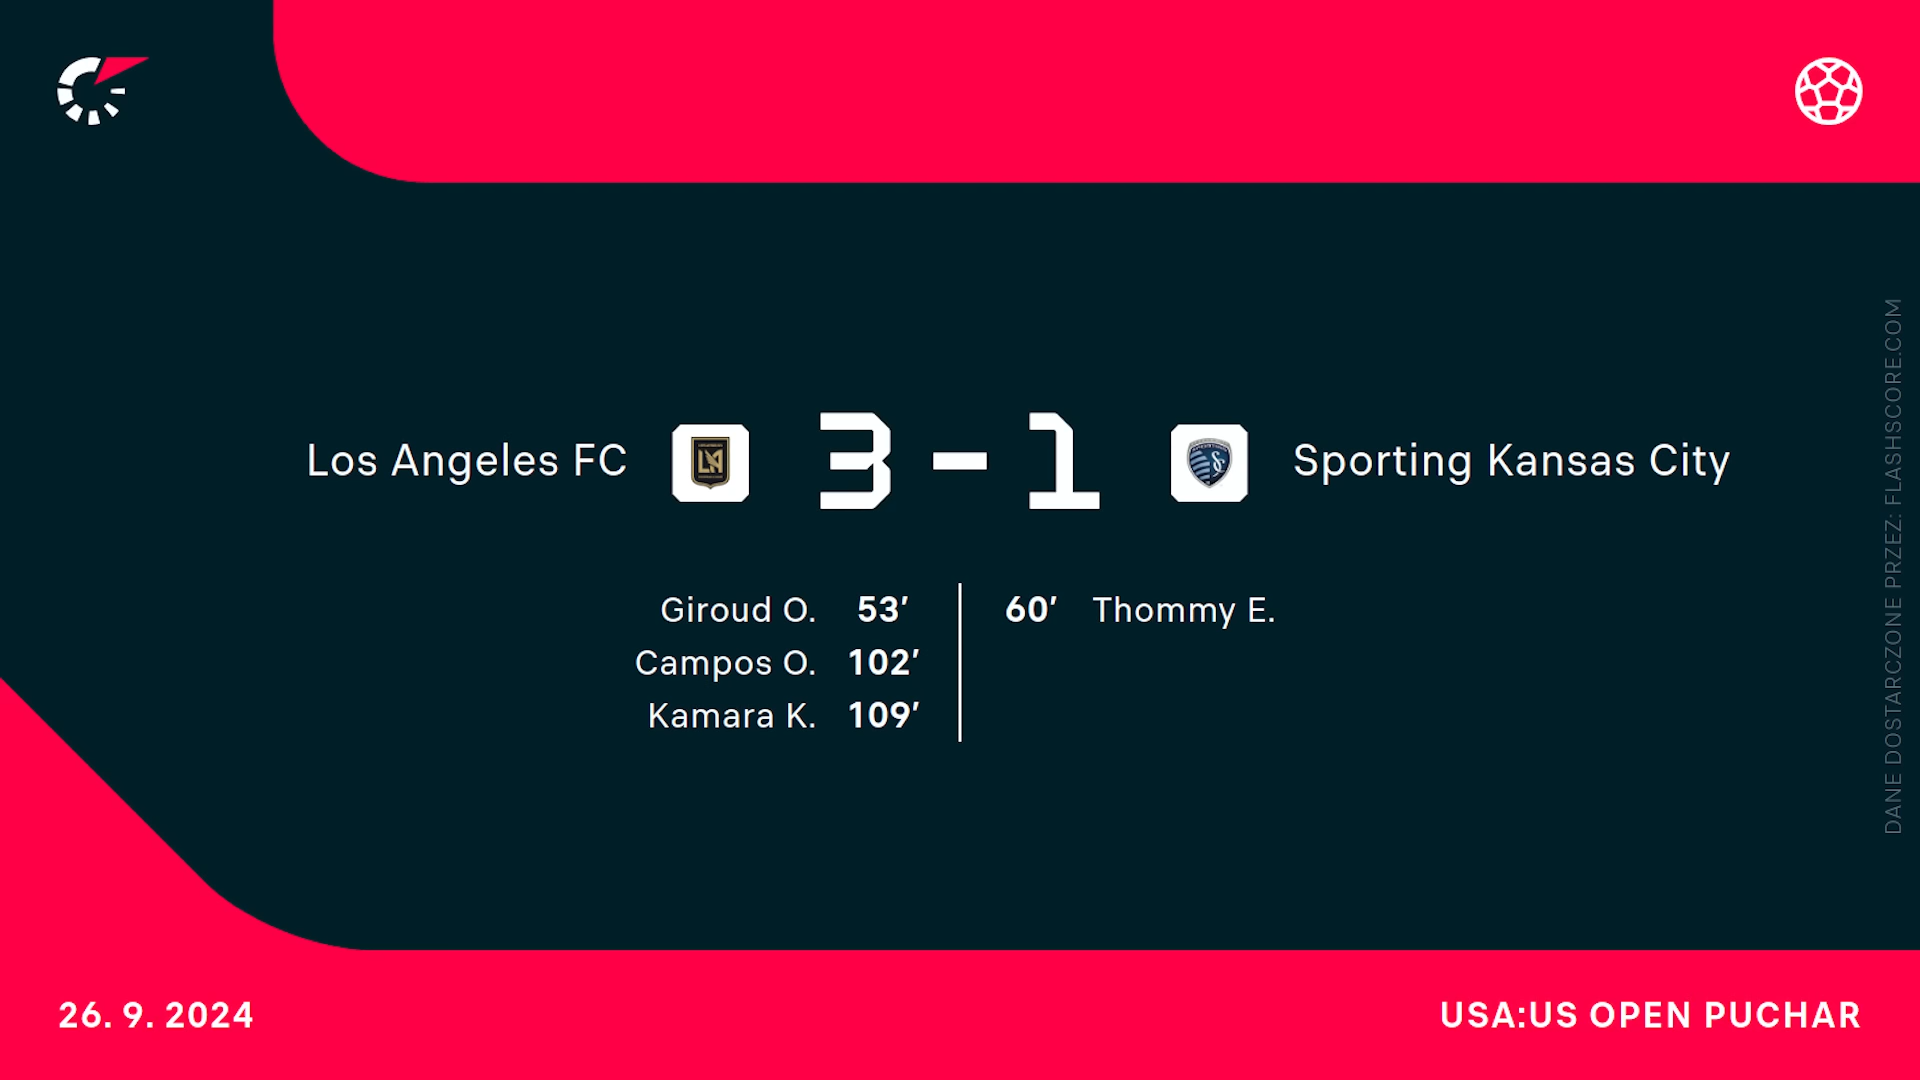 Los Angeles FC 3 - 1 Sporting Kansas City
Giroud O. 53′ 60′ Thommy E.
Campos O. 102′
Kamara K. 109′
DANE DOSTARCZONE PRZEZ: FLASHSCORE.COM
26. 9. 2024
USA:US OPEN PUCHAR